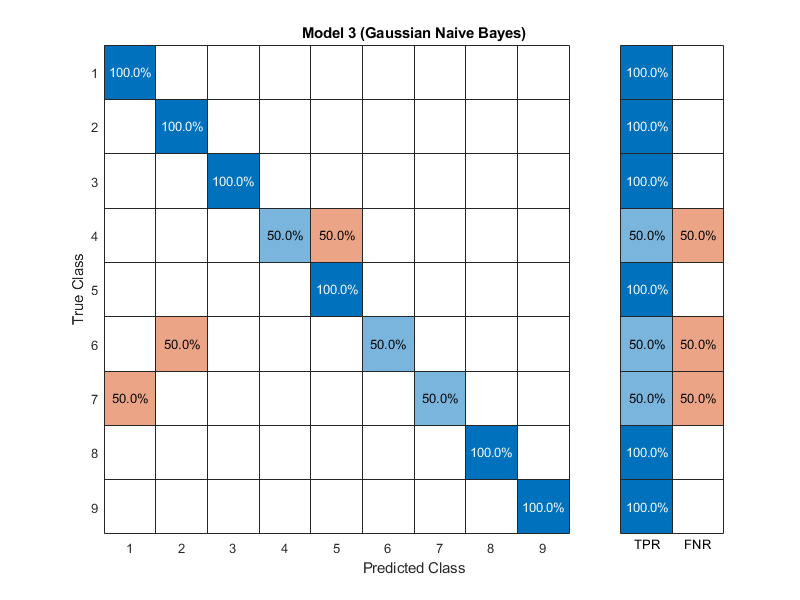 Model 3 (Gaussian Naive Bayes)
1 100.0% 100.0%
2 100.0% 100.0%
3 100.0% 100.0%
4 50.0% 50.0% 50.0% 50.0%
True Class
5 100.0% 100.0%
6 50.0% 50.0% 50.0% 50.0%
7 50.0% 50.0% 50.0% 50.0%
8 100.0% 100.0%
9 100.0% 100.0%
1 2 3 4 5 6 7 8 9 TPR FNR
Predicted Class